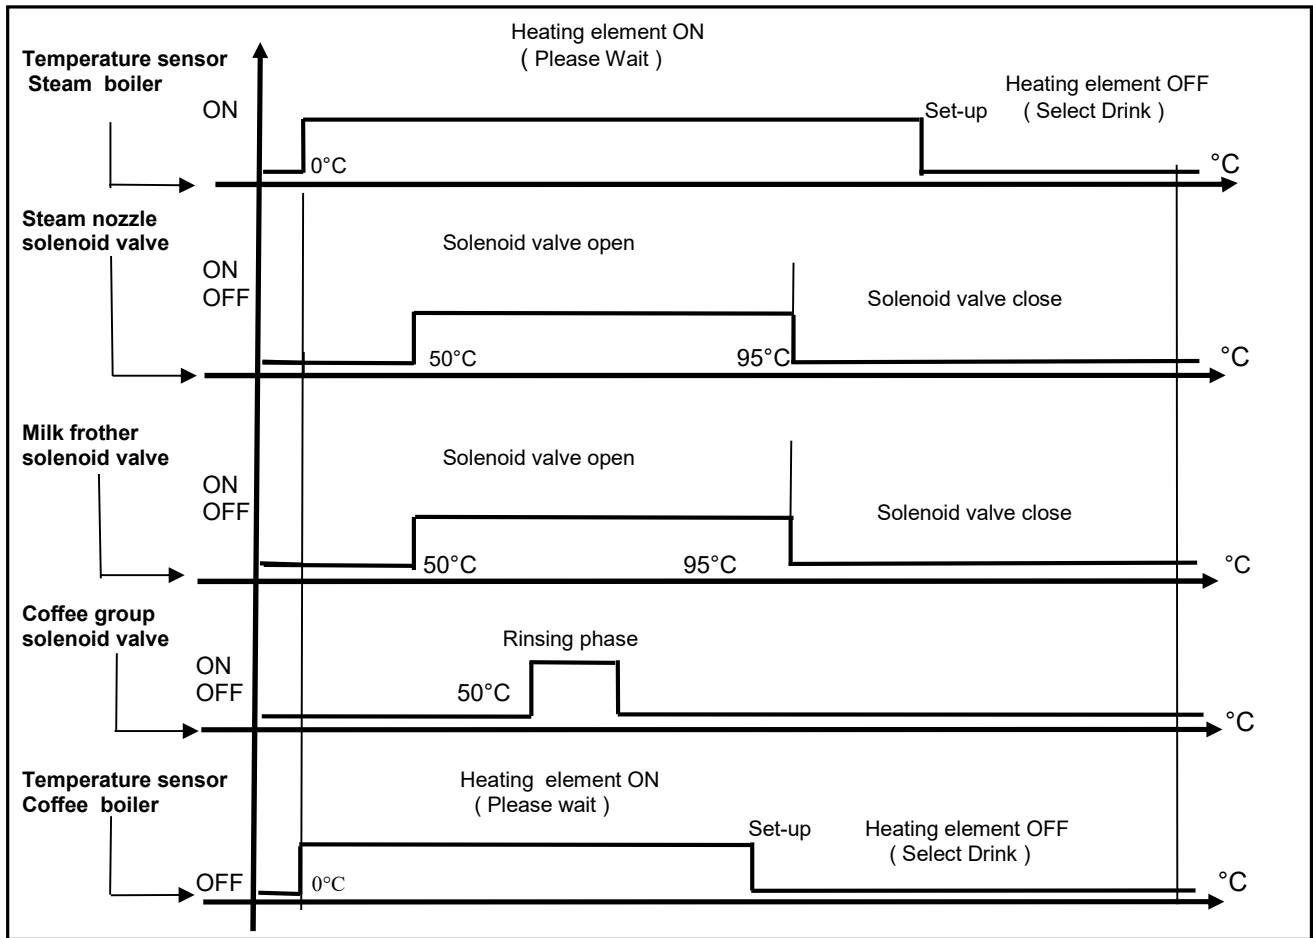 Heating element ON
( Please Wait )
Temperature sensor
Steam boiler
ON
Heating element OFF
Set-up ( Select Drink )
0°C
°C
Steam nozzle
solenoid valve
Solenoid valve open
ON
OFF
Solenoid valve close
50°C
95°C
°C
Milk frother
solenoid valve
Solenoid valve open
ON
OFF
Solenoid valve close
50°C
95°C
°C
Coffee group
solenoid valve
Rinsing phase
ON
OFF
50°C
°C
Temperature sensor
Coffee boiler
Heating element ON
( Please wait )
Set-up
Heating element OFF
( Select Drink )
OFF
0°C
°C